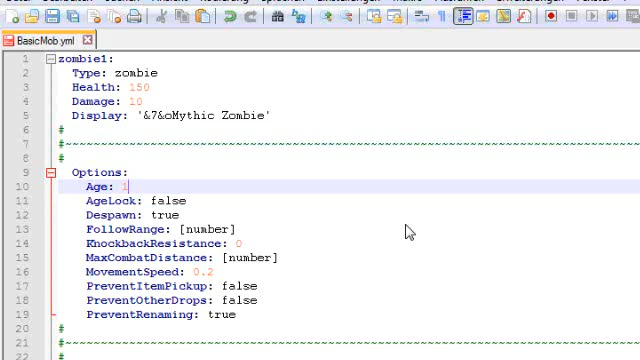 BasicMob.yml
1 zombie1:
2 Type: zombie
3 Health: 150
4 Damage: 10
5 Display: '&7&oMythic Zombie'
6 #
7 #~~~~~~~~~~~~~~~~~~~~~~~~~~~~~~~~~~~~~~~~~~~~~~~~~~~~~~~~~~~~~~~~~~~~~~~~~~~~~~~~
8 #
9 Options:
10 Age: 1
11 AgeLock: false
12 Despawn: true
13 FollowRange: [number]
14 KnockbackResistance: 0
15 MaxCombatDistance: [number]
16 MovementSpeed: 0.2
17 PreventItemPickup: false
18 PreventOtherDrops: false
19 PreventRenaming: true
20 #
21 #~~~~~~~~~~~~~~~~~~~~~~~~~~~~~~~~~~~~~~~~~~~~~~~~~~~~~~~~~~~~~~~~~~~~~~~~~~~~~~~~
22 #